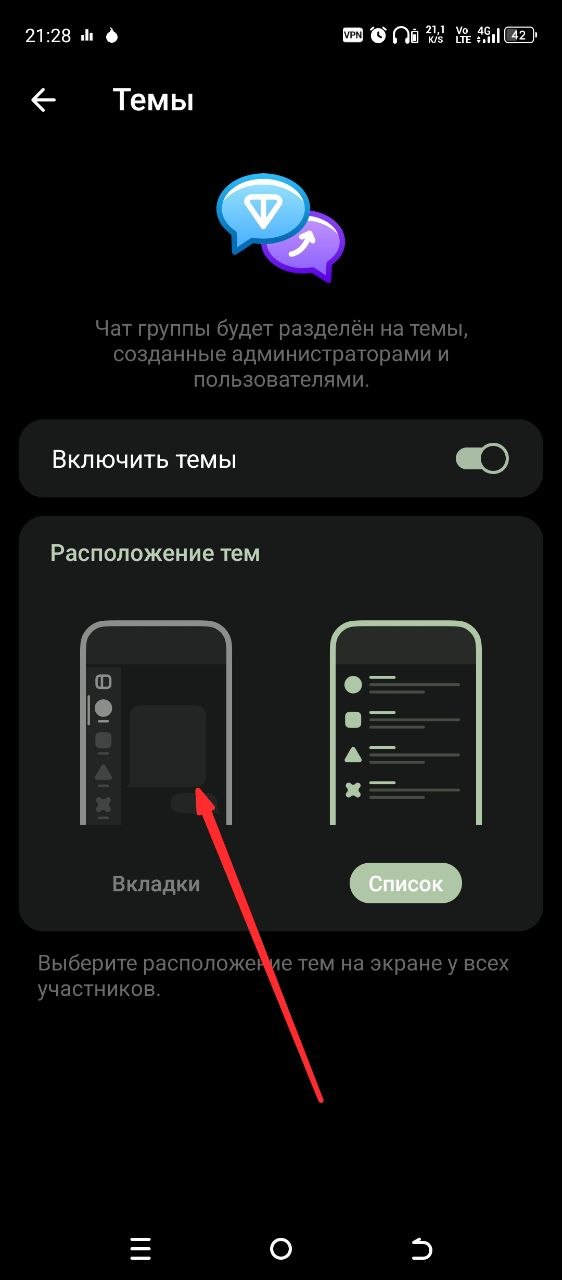 21:28
VPN
21,1
K/S
Vo
LTE
4G
42
Темы
Чат группы будет разделён на темы,
созданные администраторами и
пользователями.
Включить темы
Расположение тем
Вкладки
Список
Выберите расположение тем на экране у всех
участников.